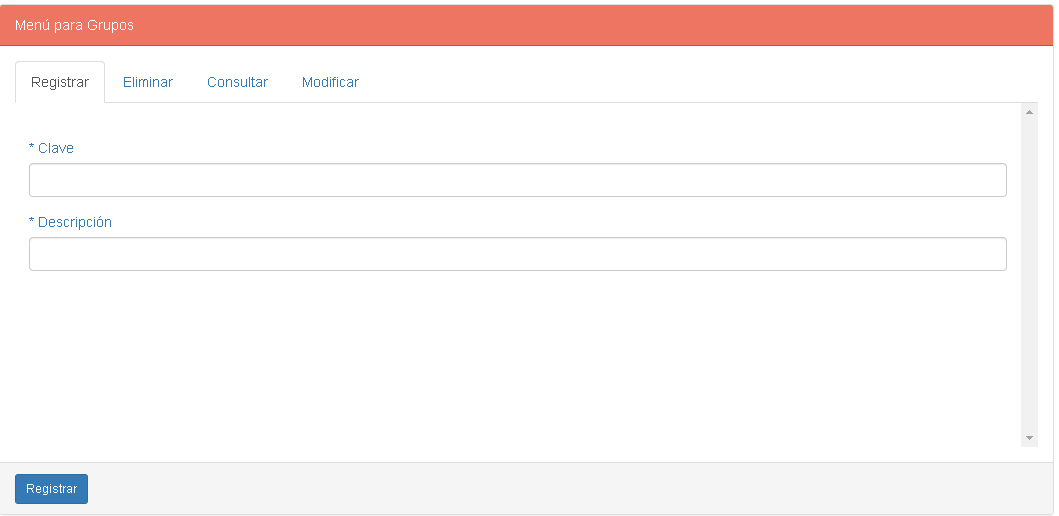 Menú para Grupos
Registrar Eliminar Consultar Modificar
* Clave
* Descripción
Registrar